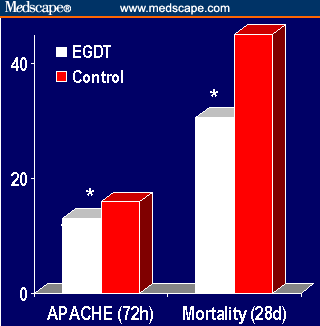 Medscape® www.medscape.com
EGDT
Control
40
20
0
*
*
APACHE (72h) Mortality (28d)